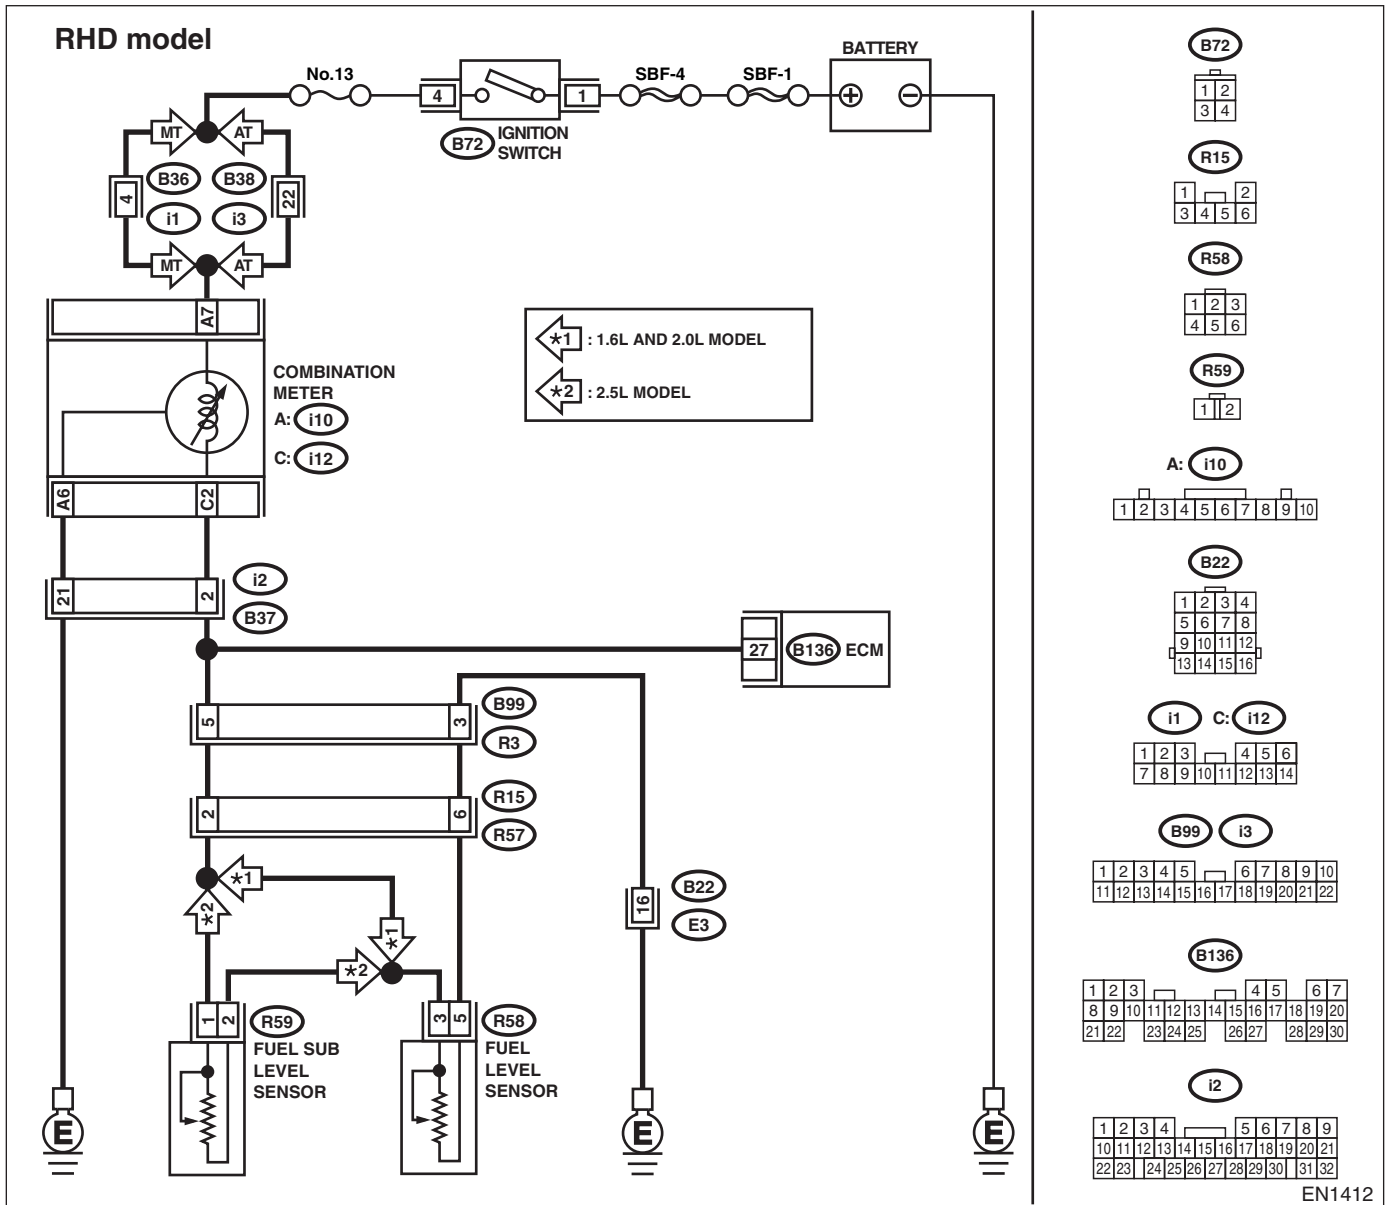 RHD model
BATTERY
No.13
SBF-4
SBF-1
4
1
B72
IGNITION
SWITCH
MT
AT
B36
B38
4
22
i1
i3
MT
AT
A7
COMBINATION
METER
A: i10
C: i12
*1 : 1.6L AND 2.0L MODEL
*2 : 2.5L MODEL
A6
C2
21
2
i2
B37
27
B136
ECM
5
3
B99
R3
2
6
R15
R57
*1
*2
*1
*2
16
B22
E3
1 2
R59
FUEL SUB
LEVEL
SENSOR
3 5
R58
FUEL
LEVEL
SENSOR
E
E
E
B72
1 2
3 4
R15
1 2
3 4 5 6
R58
1 2 3
4 5 6
R59
1 2
A: i10
1 2 3 4 5 6 7 8 9 10
B22
1 2 3 4
5 6 7 8
9 10 11 12
13 14 15 16
i1 C: i12
1 2 3 4 5 6
7 8 9 10 11 12 13 14
B99 i3
1 2 3 4 5 6 7 8 9 10
11 12 13 14 15 16 17 18 19 20 21 22
B136
1 2 3 4 5 6 7
8 9 10 11 12 13 14 15 16 17 18 19 20
21 22 23 24 25 26 27 28 29 30
i2
1 2 3 4 5 6 7 8 9
10 11 12 13 14 15 16 17 18 19 20 21
22 23 24 25 26 27 28 29 30 31 32
EN1412